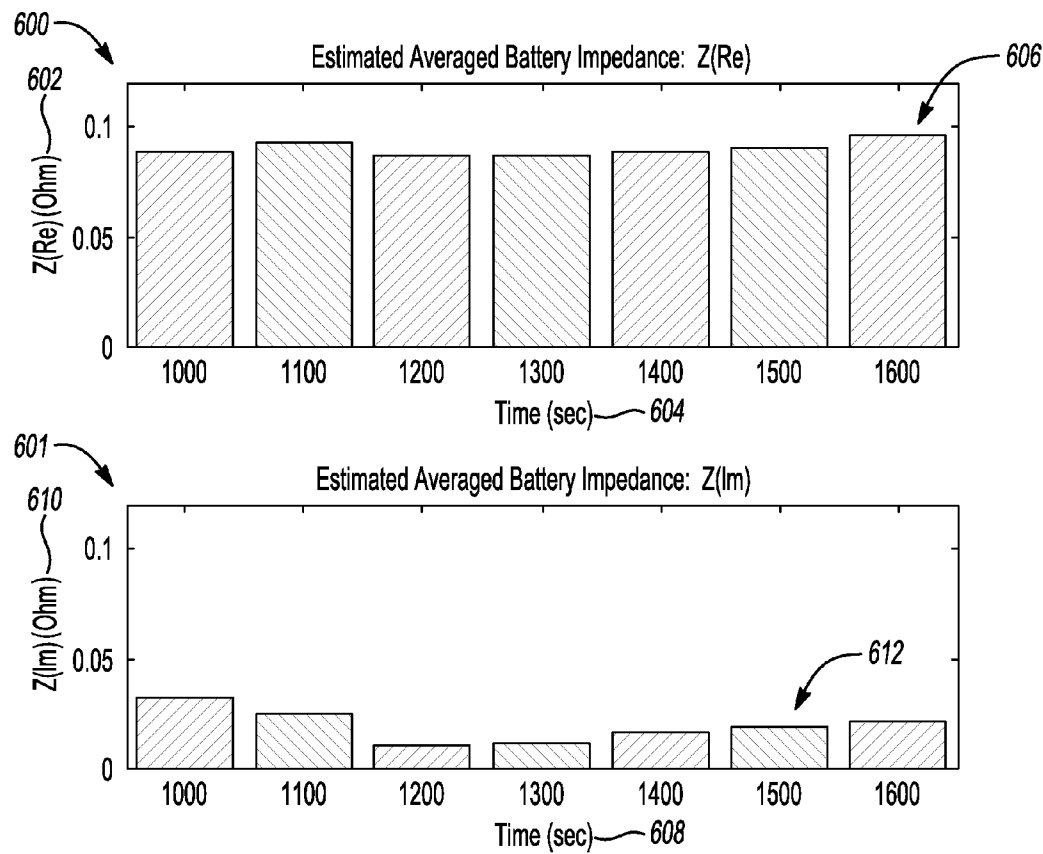 600
Estimated Averaged Battery Impedance: Z(Re)
606
602
Z(Re) (Ohm)
0.1
0.05
0
1000 1100 1200 1300 1400 1500 1600
Time (sec) 604
601
Estimated Averaged Battery Impedance: Z(Im)
610
Z(Im) (Ohm)
0.1
0.05
0
612
1000 1100 1200 1300 1400 1500 1600
Time (sec) 608